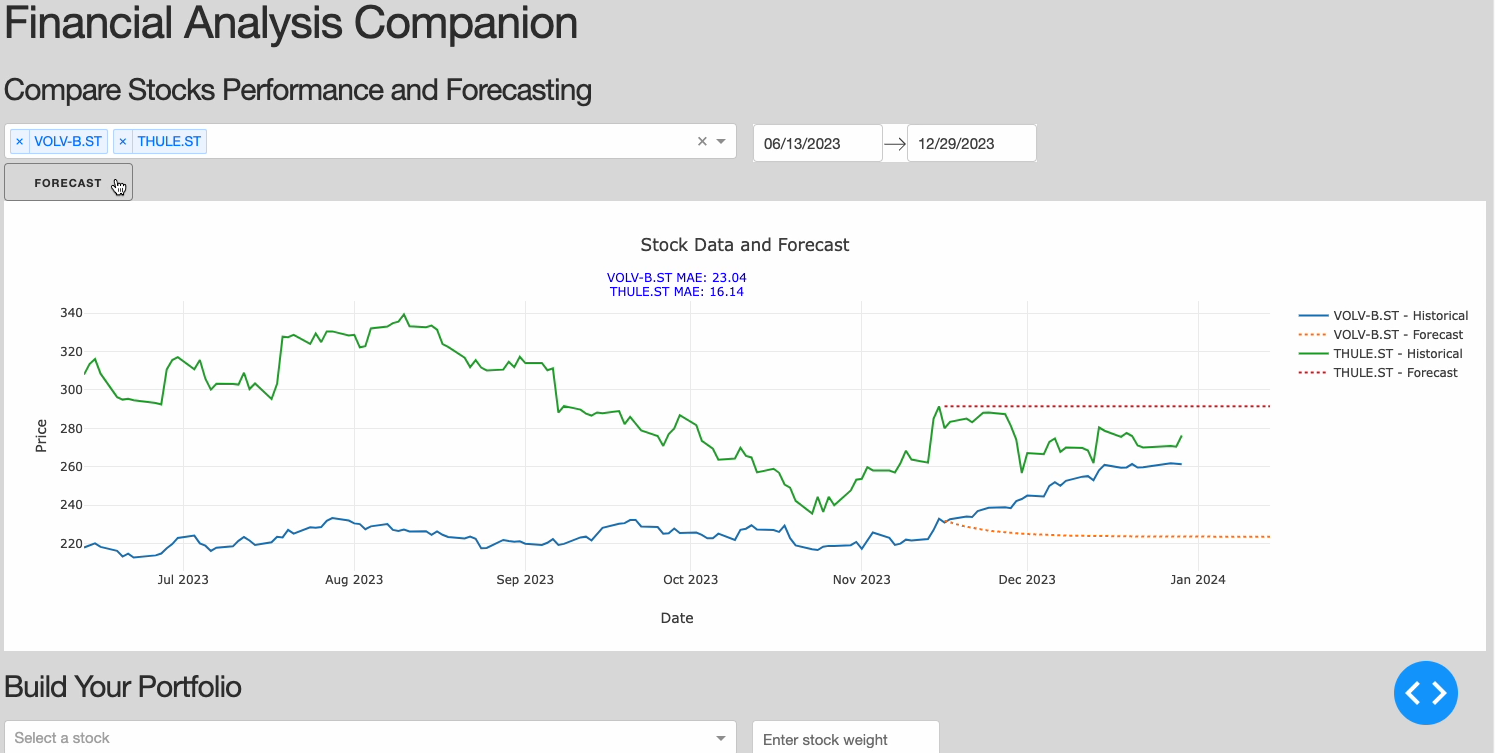 Financial Analysis Companion
Compare Stocks Performance and Forecasting
× VOLV-B.ST × THULE.ST × 06/13/2023 → 12/29/2023
FORECAST
Stock Data and Forecast
VOLV-B.ST MAE: 23.04
THULE.ST MAE: 16.14
340
320
300
280
260
240
220
Price
Jul 2023 Aug 2023 Sep 2023 Oct 2023 Nov 2023 Dec 2023 Jan 2024
Date
VOLV-B.ST - Historical
VOLV-B.ST - Forecast
THULE.ST - Historical
THULE.ST - Forecast
Build Your Portfolio
Select a stock Enter stock weight